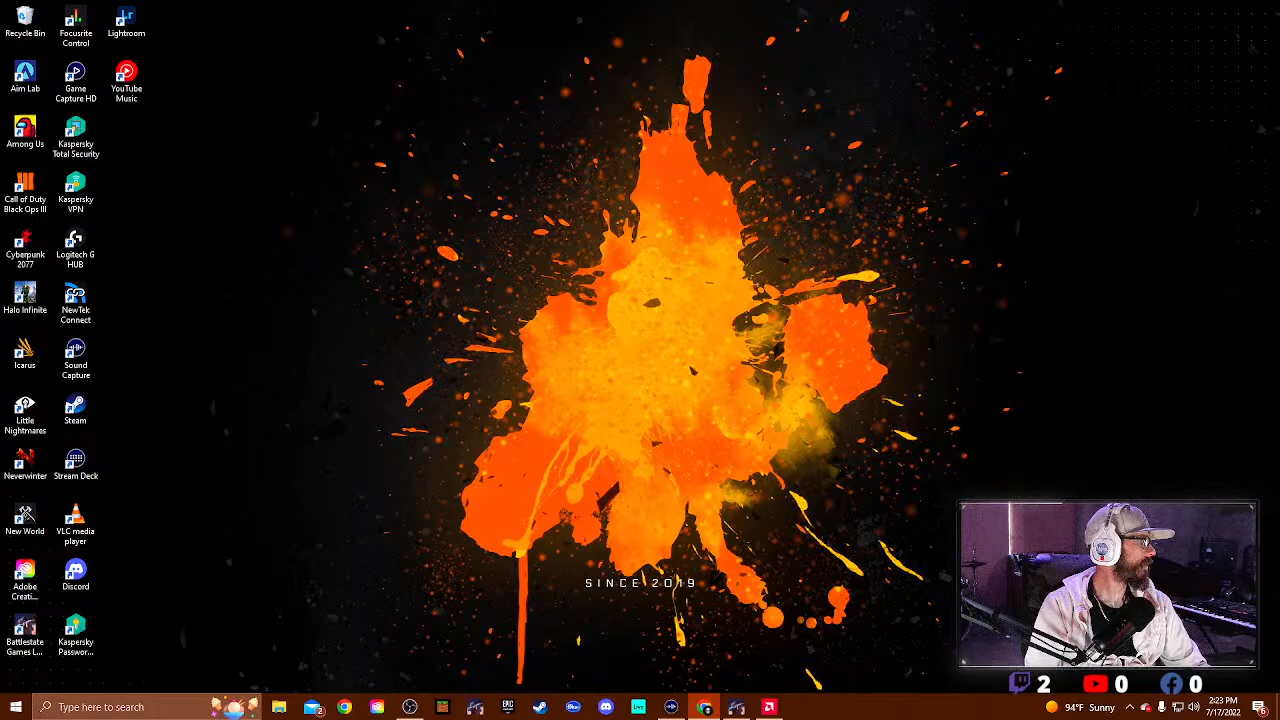 Recycle Bin
Focusrite
Control
Lightroom
Aim Lab
Game
Capture HD
YouTube
Music
Among Us
Kaspersky
Total Security
Call of Duty
Black Ops III
Kaspersky
VPN
Cyberpunk
2077
Logitech G
HUB
Halo Infinite
NewTek
Connect
Icarus
Sound
Capture
Little
Nightmares
Steam
Neverwinter
Stream Deck
New World
VLC media
player
Adobe
Creati...
Discord
Battlestate
Games L...
Kaspersky
Passwor...
SINCE 2019
2
0
0
Type here to search
94°F Sunny
2:23 PM
7/17/2022